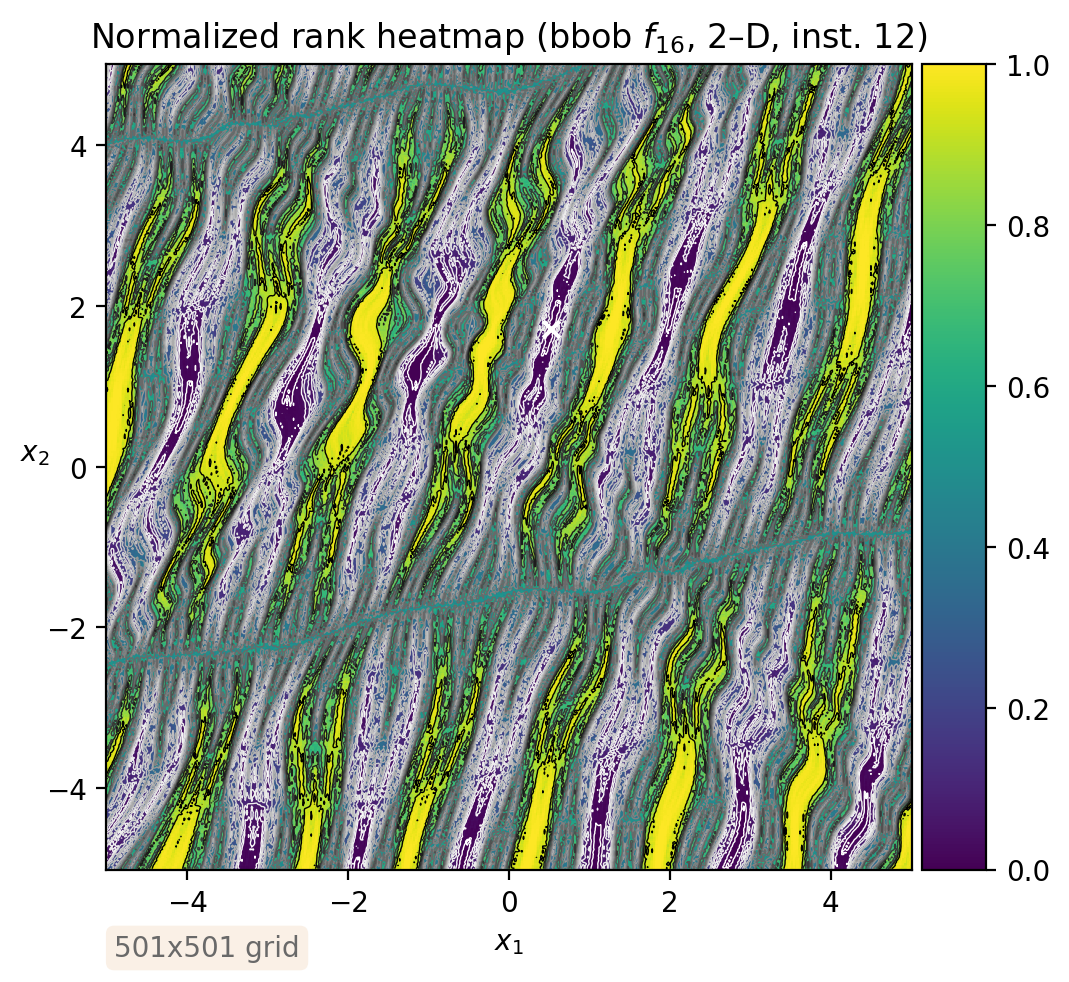 Normalized rank heatmap (bbob f16, 2–D, inst. 12)
1.0
0.8
0.6
0.4
0.2
0.0
4
2
0
−2
−4
x2
−4 −2 0 2 4
x1
501x501 grid